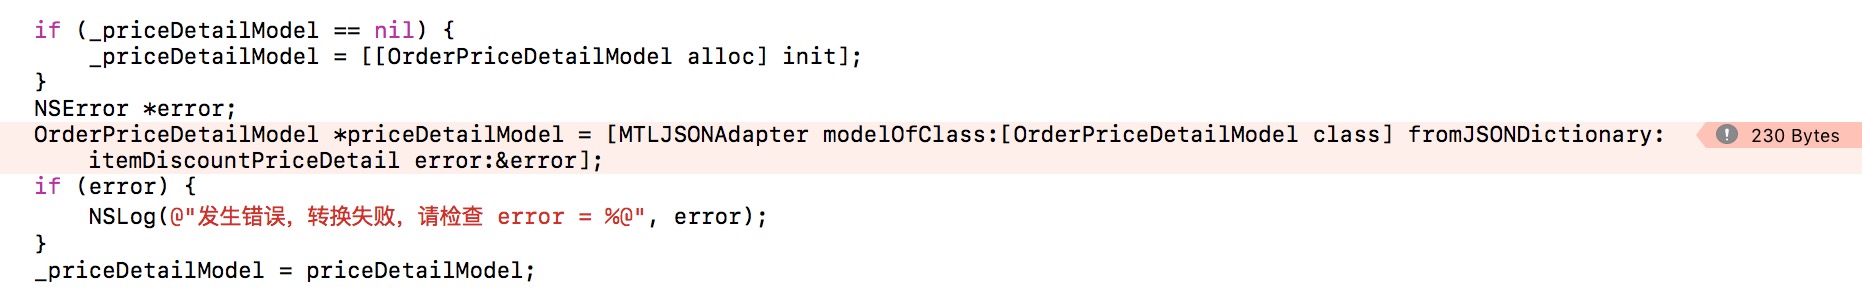 if (_priceDetailModel == nil) {
    _priceDetailModel = [[OrderPriceDetailModel alloc] init];
}
NSError *error;
OrderPriceDetailModel *priceDetailModel = [MTLJSONAdapter modelOfClass:[OrderPriceDetailModel class] fromJSONDictionary: 230 Bytes
    itemDiscountPriceDetail error:&error];
if (error) {
    NSLog(@"发生错误，转换失败，请检查 error = %@", error);
}
_priceDetailModel = priceDetailModel;